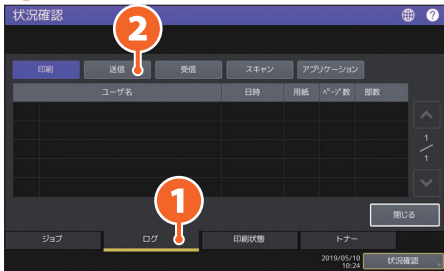 状況確認
?
2
印刷 送信 受信 スキャン アプリケーション
ユーザ名 日時 用紙 ページ数 部数
1
1
1
閉じる
ジョブ ログ 印刷状態 トナー
2019/05/10
10:24
状況確認